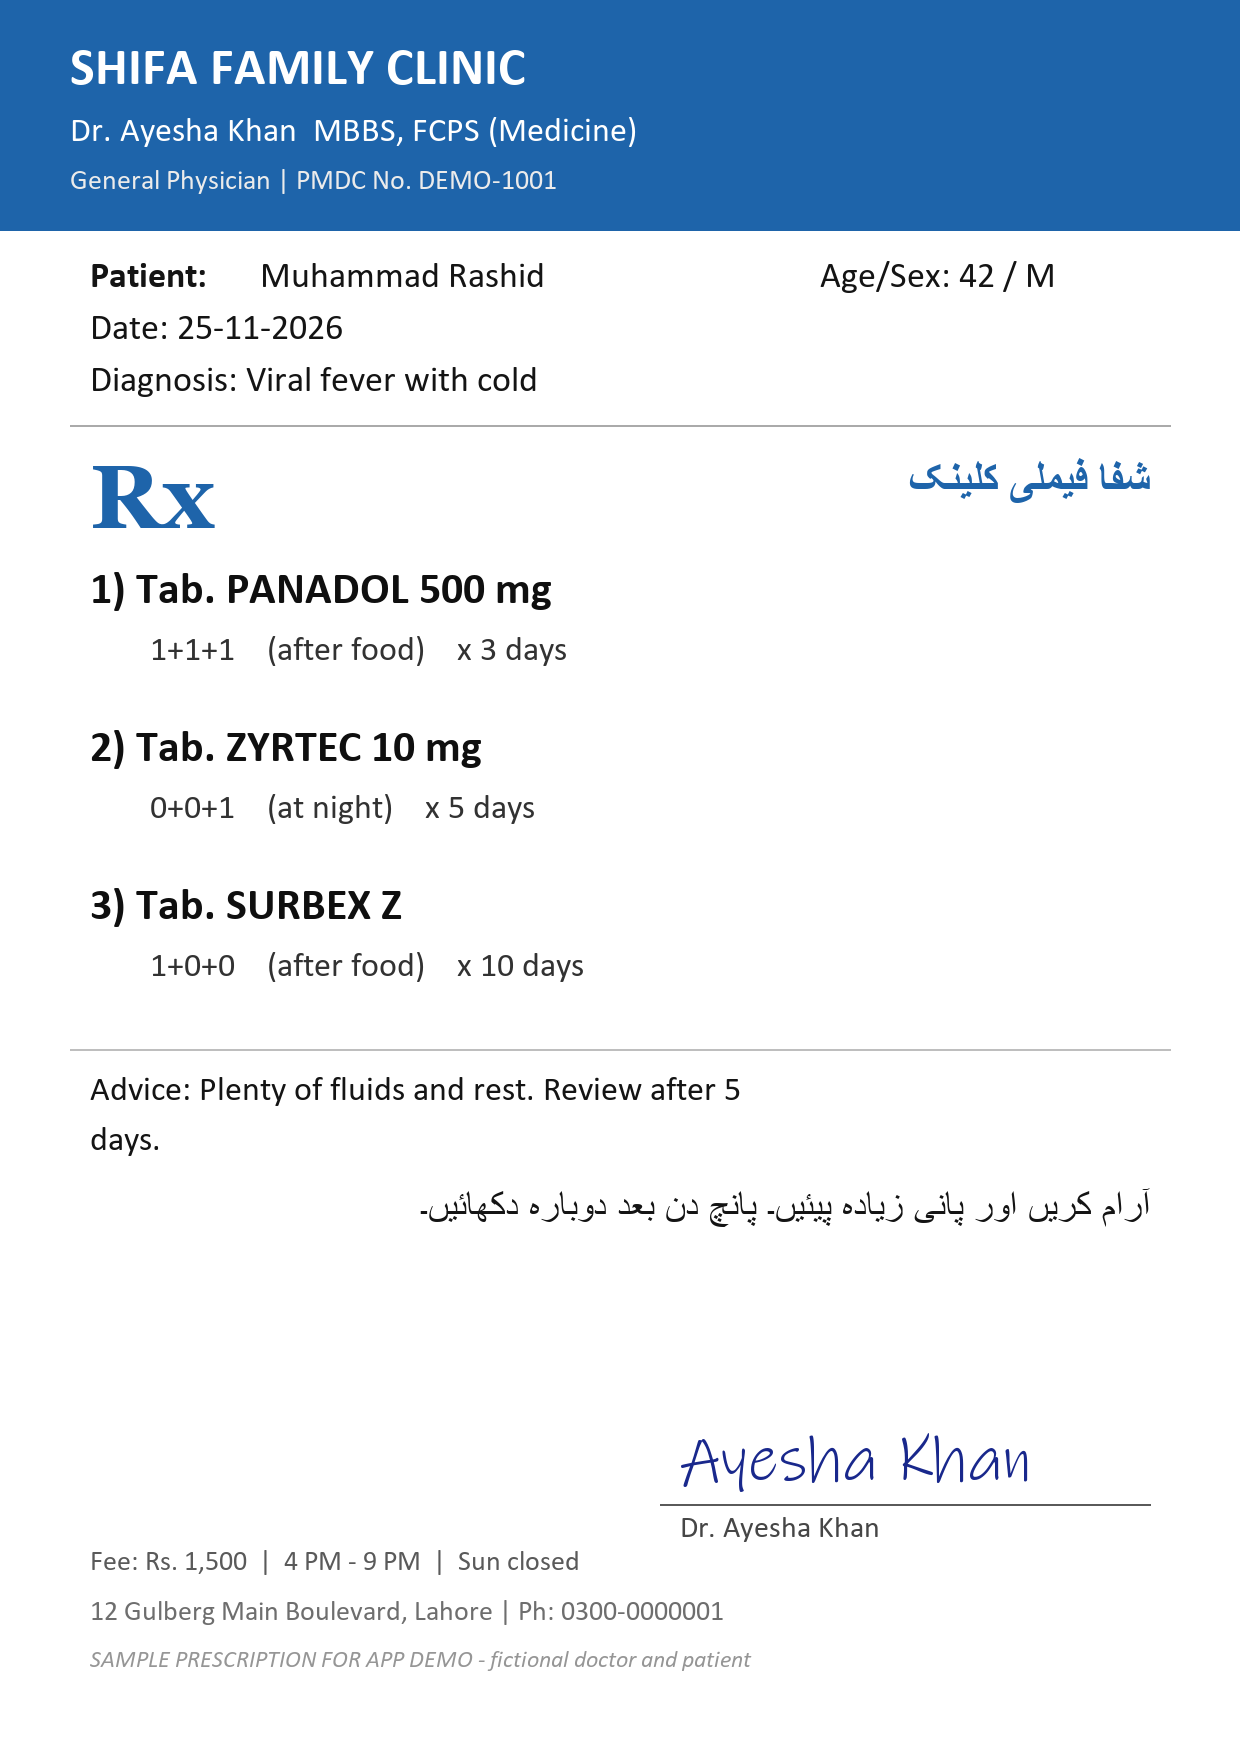 SHIFA FAMILY CLINIC
Dr. Ayesha Khan  MBBS, FCPS (Medicine)
General Physician | PMDC No. DEMO-1001
Patient: Muhammad Rashid Age/Sex: 42 / M
Date: 25-11-2026
Diagnosis: Viral fever with cold
Rx
شفا فیملی کلینک
1) Tab. PANADOL 500 mg
1+1+1 (after food) x 3 days
2) Tab. ZYRTEC 10 mg
0+0+1 (at night) x 5 days
3) Tab. SURBEX Z
1+0+0 (after food) x 10 days
Advice: Plenty of fluids and rest. Review after 5
days.
آرام کریں اور پانی زیادہ پیئیں۔ پانچ دن بعد دوبارہ دکھائیں۔
Ayesha Khan
Dr. Ayesha Khan
Fee: Rs. 1,500 | 4 PM - 9 PM | Sun closed
12 Gulberg Main Boulevard, Lahore | Ph: 0300-0000001
SAMPLE PRESCRIPTION FOR APP DEMO - fictional doctor and patient